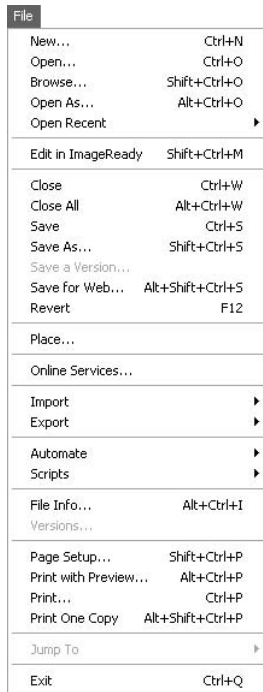 File
New... Ctrl+N
Open... Ctrl+O
Browse... Shift+Ctrl+O
Open As... Alt+Ctrl+O
Open Recent
Edit in ImageReady Shift+Ctrl+M
Close Ctrl+W
Close All Alt+Ctrl+W
Save Ctrl+S
Save As... Shift+Ctrl+S
Save a Version...
Save for Web... Alt+Shift+Ctrl+S
Revert F12
Place...
Online Services...
Import
Export
Automate
Scripts
File Info... Alt+Ctrl+I
Versions...
Page Setup... Shift+Ctrl+P
Print with Preview... Alt+Ctrl+P
Print... Ctrl+P
Print One Copy Alt+Shift+Ctrl+P
Jump To
Exit Ctrl+Q